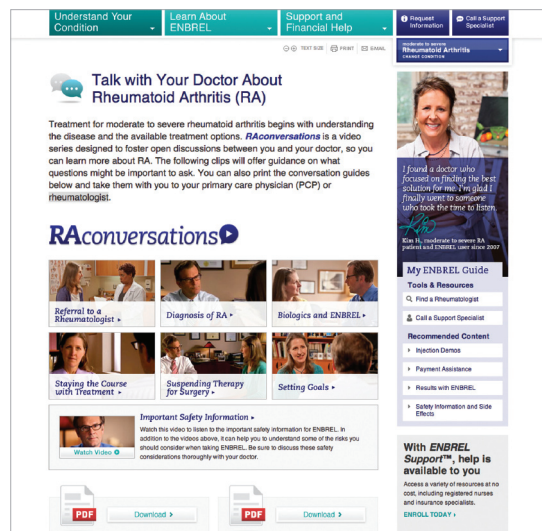 Understand Your
Condition
Learn About
ENBREL
Support and
Financial Help
Request
Information
Call a Support
Specialist
TEXT SIZE
PRINT
EMAIL
moderate to severe
Rheumatoid Arthritis
CHANGE CONDITION
Talk with Your Doctor About
Rheumatoid Arthritis (RA)
Treatment for moderate to severe rheumatoid arthritis begins with understanding
the disease and the available treatment options. RAconversations is a video
series designed to foster open discussions between you and your doctor, so you
can learn more about RA. The following clips will offer guidance on what
questions might be important to ask. You can also print the conversation guides
below and take them with you to your primary care physician (PCP) or
rheumatologist.
I found a doctor who
focused on finding the best
solution for me. I'm glad I
finally went to someone
who took the time to listen.
Kim
Kim H., moderate to severe RA
patient and ENBREL user since 2007
RAconversations
Referral to a
Rheumatologist
Diagnosis of RA
Biologics and ENBREL
Staying the Course
with Treatment
Suspending Therapy
for Surgery
Setting Goals
My ENBREL Guide
Tools & Resources
Find a Rheumatologist
Call a Support Specialist
Recommended Content
Injection Demos
Payment Assistance
Results with ENBREL
Safety Information and Side
Effects
Watch Video
Important Safety Information
Watch this video to listen to the important safety information for ENBREL. In
addition to the videos above, it can help you to understand some of the risks you
should consider when taking ENBREL. Be sure to discuss these safety
considerations thoroughly with your doctor.
With ENBREL
Support™, help is
available to you
Access a variety of resources at no
cost, including registered nurses
and insurance specialists.
ENROLL TODAY
PDF
Download
PDF
Download